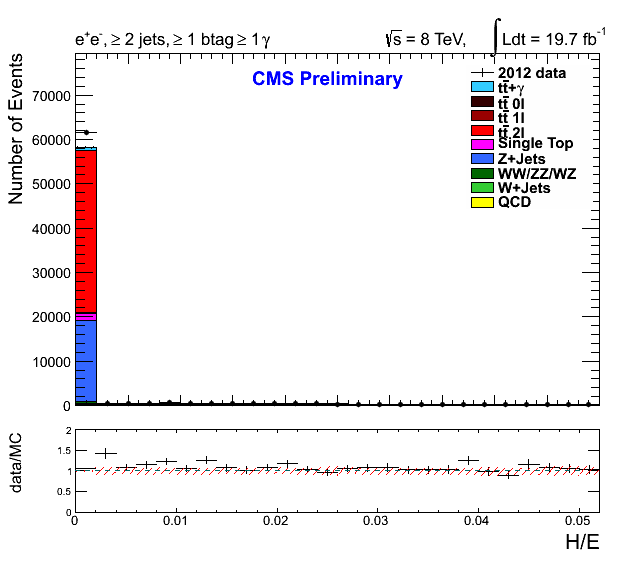 e⁺e⁻, ≥ 2 jets, ≥ 1 btag ≥ 1 γ
√s = 8 TeV, ∫ Ldt = 19.7 fb⁻¹
CMS Preliminary
2012 data
tt̄+γ
tt̄ 0l
tt̄ 1l
tt̄ 2l
Single Top
Z+Jets
WW/ZZ/WZ
W+Jets
QCD
Number of Events
70000
60000
50000
40000
30000
20000
10000
0
data/MC
2
1.5
1
0.5
0
0 0.01 0.02 0.03 0.04 0.05
H/E